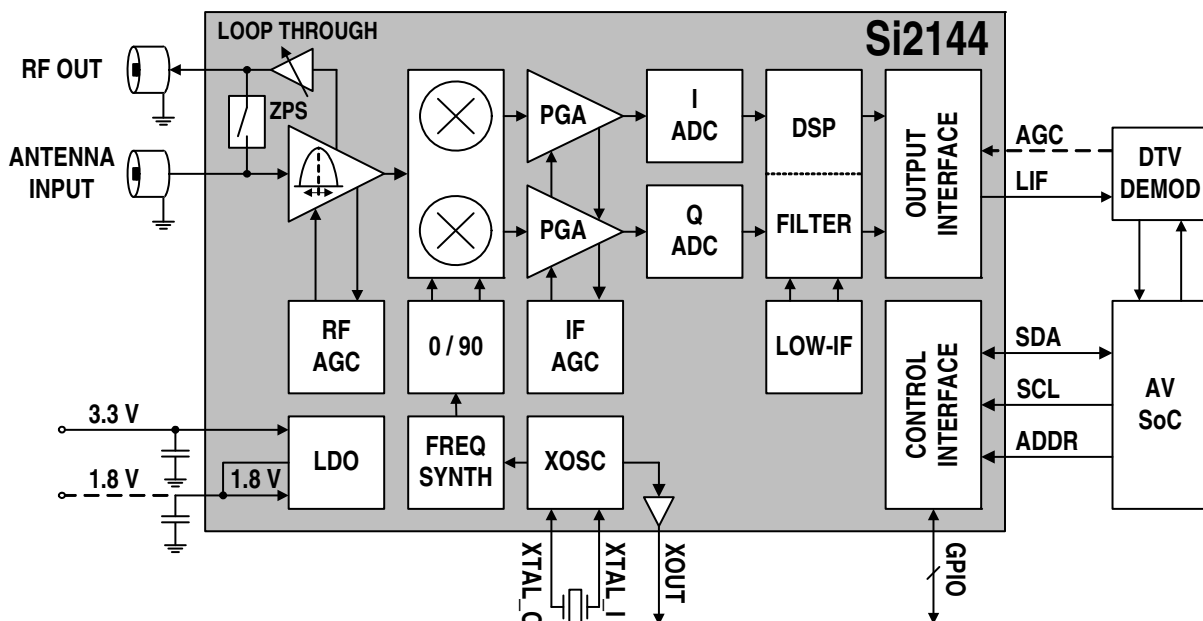 Si2144
LOOP THROUGH
RF OUT
ZPS
ANTENNA
INPUT
PGA
PGA
I
ADC
Q
ADC
DSP
FILTER
OUTPUT
INTERFACE
AGC
LIF
DTV
DEMOD
RF
AGC
0 / 90
IF
AGC
LOW-IF
CONTROL
INTERFACE
SDA
SCL
ADDR
AV
SoC
3.3 V
1.8 V
1.8 V
LDO
FREQ
SYNTH
XOSC
XTAL_O
XTAL_I
XOUT
GPIO